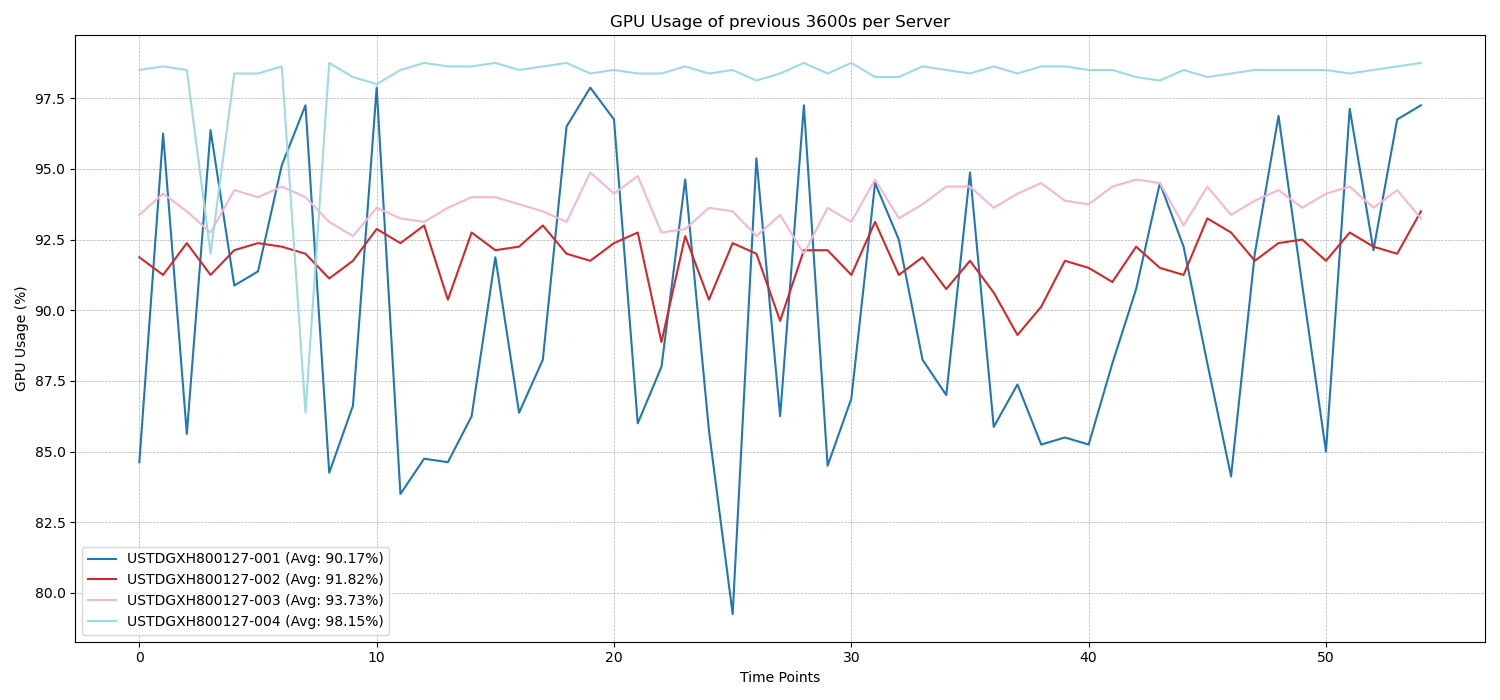 GPU Usage of previous 3600s per Server
GPU Usage (%)
97.5
95.0
92.5
90.0
87.5
85.0
82.5
80.0
USTDGXH800127-001 (Avg: 90.17%)
USTDGXH800127-002 (Avg: 91.82%)
USTDGXH800127-003 (Avg: 93.73%)
USTDGXH800127-004 (Avg: 98.15%)
0 10 20 30 40 50
Time Points